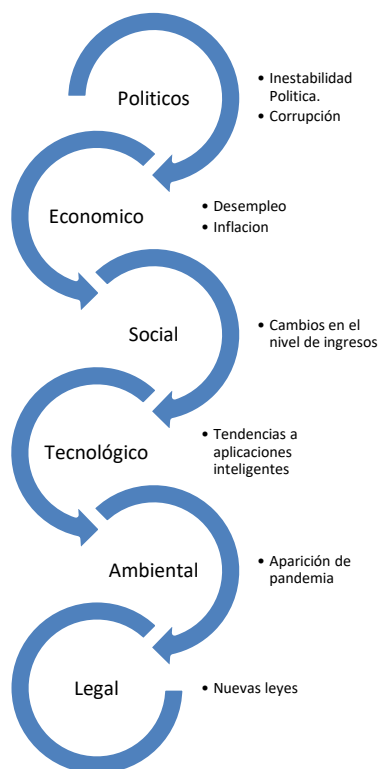 Politicos
• Inestabilidad
Politica.
• Corrupción
Economico
• Desempleo
• Inflacion
Social
• Cambios en el
nivel de ingresos
Tecnológico
• Tendencias a
aplicaciones
inteligentes
Ambiental
• Aparición de
pandemia
Legal
• Nuevas leyes